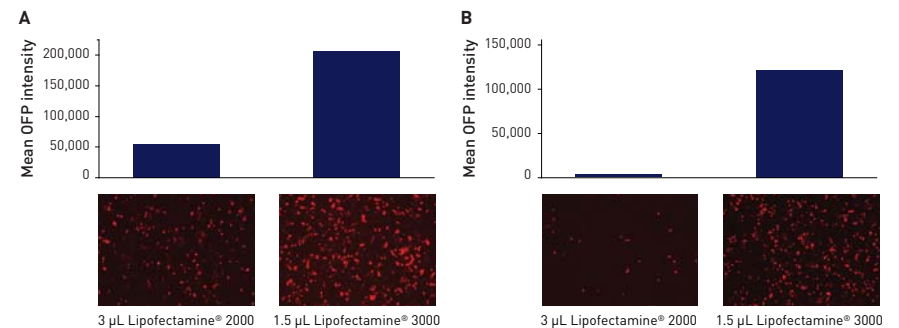 A
Mean OFP intensity
200,000
150,000
100,000
50,000
0
3 µL Lipofectamine® 2000
1.5 µL Lipofectamine® 3000
B
Mean OFP intensity
150,000
100,000
50,000
0
3 µL Lipofectamine® 2000
1.5 µL Lipofectamine® 3000